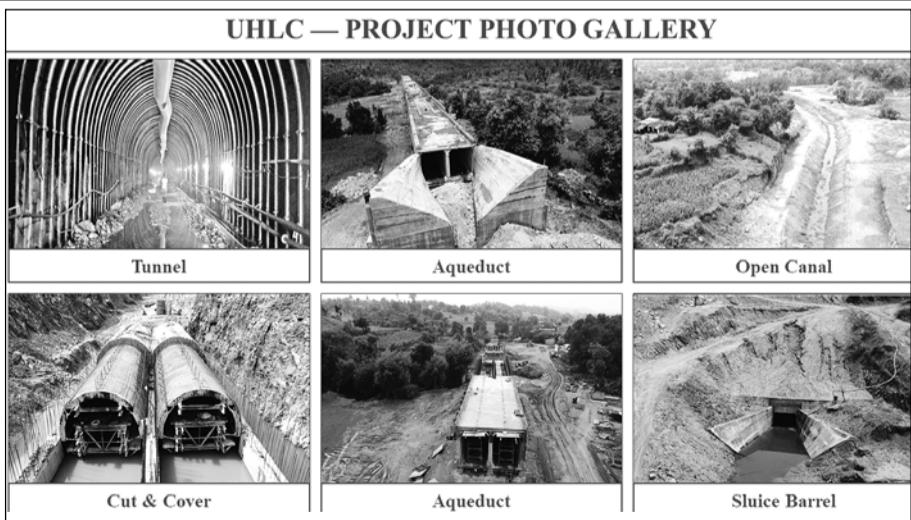 UHLC — PROJECT PHOTO GALLERY
Tunnel
Aqueduct
Open Canal
Cut & Cover
Aqueduct
Sluice Barrel